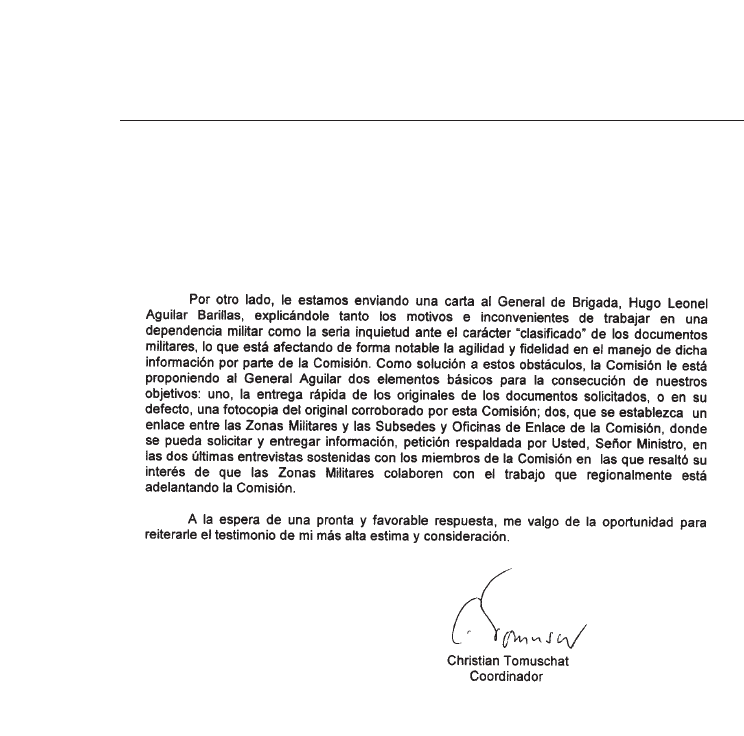 Por otro lado, le estamos enviando una carta al General de Brigada, Hugo Leonel
Aguilar Barillas, explicándole tanto los motivos e inconvenientes de trabajar en una
dependencia militar como la seria inquietud ante el carácter "clasificado" de los documentos
militares, lo que está afectando de forma notable la agilidad y fidelidad en el manejo de dicha
información por parte de la Comisión. Como solución a estos obstáculos, la Comisión le está
proponiendo al General Aguilar dos elementos básicos para la consecución de nuestros
objetivos: uno, la entrega rápida de los originales de los documentos solicitados, o en su
defecto, una fotocopia del original corroborado por esta Comisión; dos, que se establezca un
enlace entre las Zonas Militares y las Subsedes y Oficinas de Enlace de la Comisión, donde
se pueda solicitar y entregar información, petición respaldada por Usted, Señor Ministro, en
las dos últimas entrevistas sostenidas con los miembros de la Comisión en las que resaltó su
interés de que las Zonas Militares colaboren con el trabajo que regionalmente está
adelantando la Comisión.
A la espera de una pronta y favorable respuesta, me valgo de la oportunidad para
reiterarle el testimonio de mi más alta estima y consideración.
C. Tomuschat
Christian Tomuschat
Coordinador